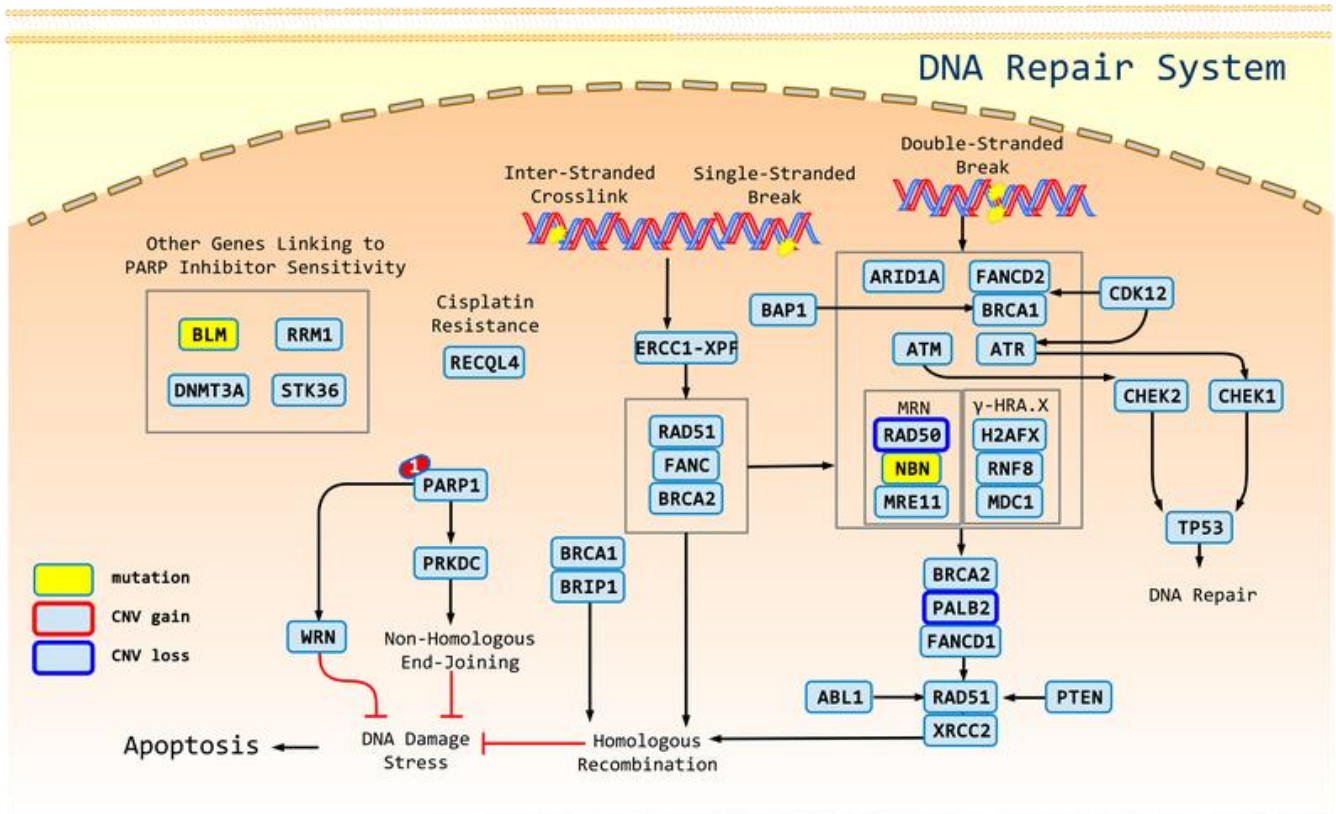 DNA Repair System
Double-Stranded
Break
Inter-Stranded
Crosslink
Single-Stranded
Break
Other Genes Linking to
PARP Inhibitor Sensitivity
BLM
RRM1
DNMT3A
STK36
Cisplatin
Resistance
RECQL4
ERCC1-XPF
RAD51
FANC
BRCA2
BAP1
ARID1A
FANCD2
BRCA1
CDK12
ATM
ATR
CHEK2
CHEK1
MRN
RAD50
NBN
MRE11
γ-HRA.X
H2AFX
RNF8
MDC1
TP53
DNA Repair
1
PARP1
PRKDC
WRN
Non-Homologous
End-Joining
BRCA1
BRIP1
BRCA2
PALB2
FANCD1
ABL1
RAD51
PTEN
XRCC2
mutation
CNV gain
CNV loss
Apoptosis
DNA Damage
Stress
Homologous
Recombination